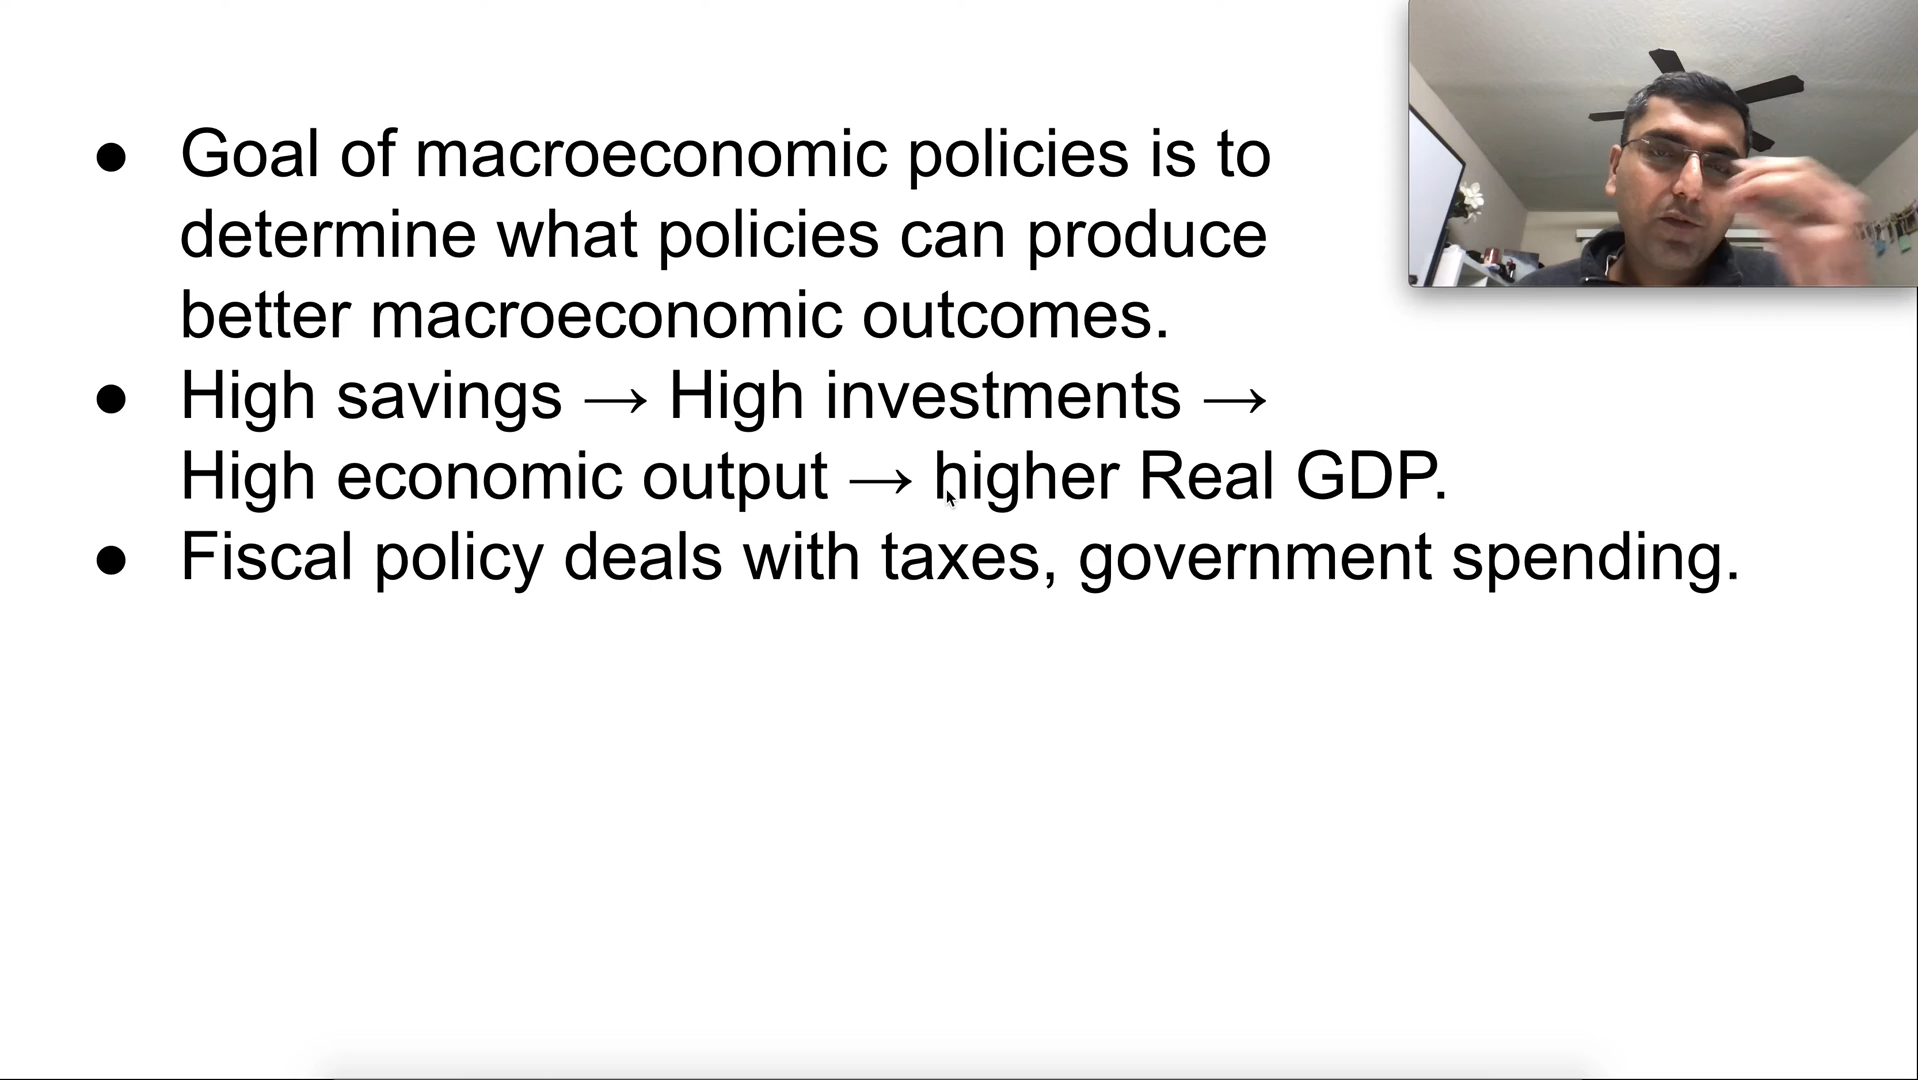 ● Goal of macroeconomic policies is to
determine what policies can produce
better macroeconomic outcomes.
● High savings → High investments →
High economic output → higher Real GDP.
● Fiscal policy deals with taxes, government spending.